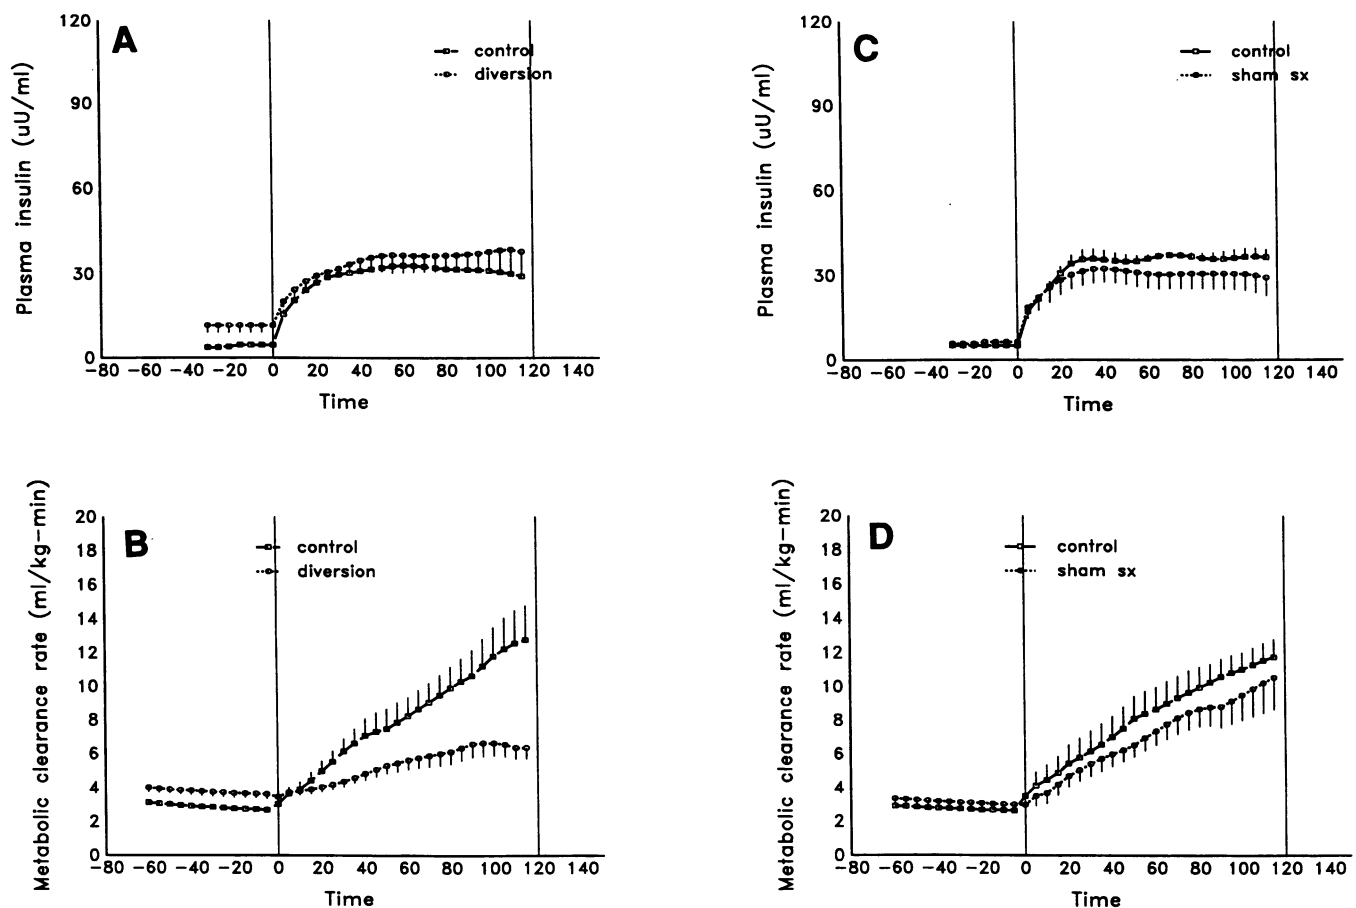 A
120
90
60
30
0
Plasma insulin (uU/ml)
control
diversion
−80 −60 −40 −20 0 20 40 60 80 100 120 140
Time
C
120
90
60
30
0
Plasma insulin (uU/ml)
control
sham sx
−80 −60 −40 −20 0 20 40 60 80 100 120 140
Time
B
20
18
16
14
12
10
8
6
4
2
0
Metabolic clearance rate (ml/kg−min)
control
diversion
−80 −60 −40 −20 0 20 40 60 80 100 120 140
Time
D
20
18
16
14
12
10
8
6
4
2
0
Metabolic clearance rate (ml/kg−min)
control
sham sx
−80 −60 −40 −20 0 20 40 60 80 100 120 140
Time